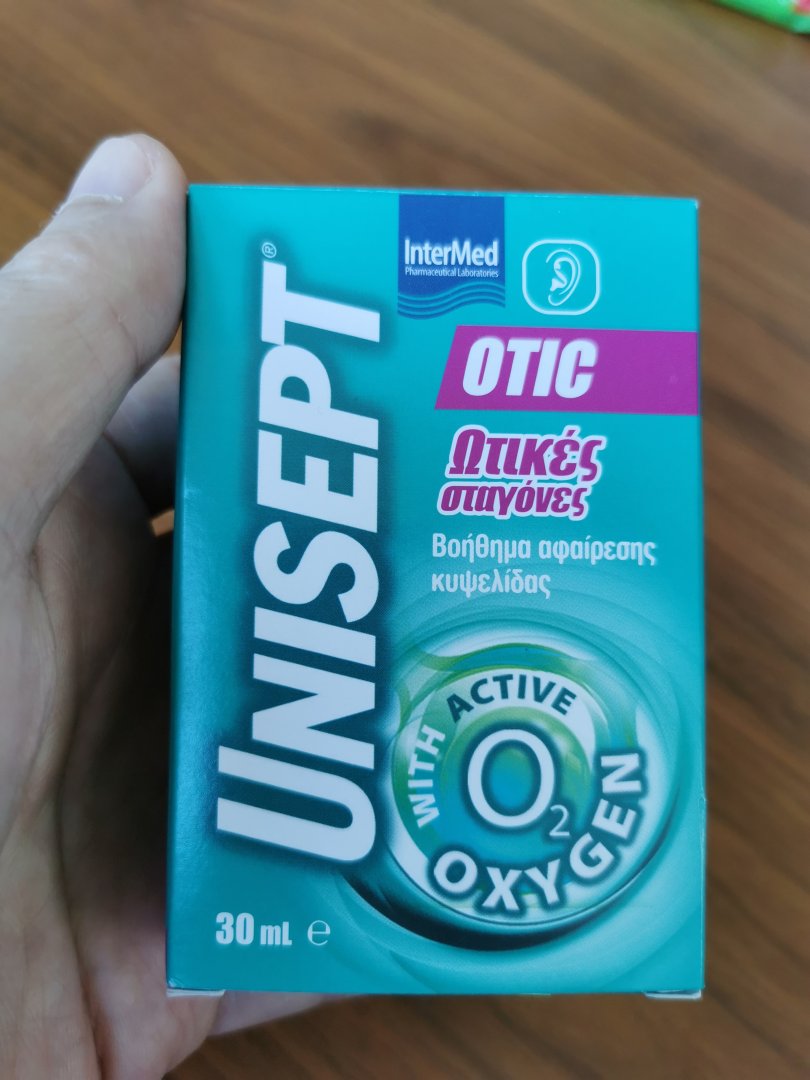 InterMed
Pharmaceutical Laboratories
UNISEPT®
OTIC
Ωτικές
σταγόνες
Βοήθημα αφαίρεσης
κυψελίδας
WITH ACTIVE
O2
OXYGEN
30 mL ℮